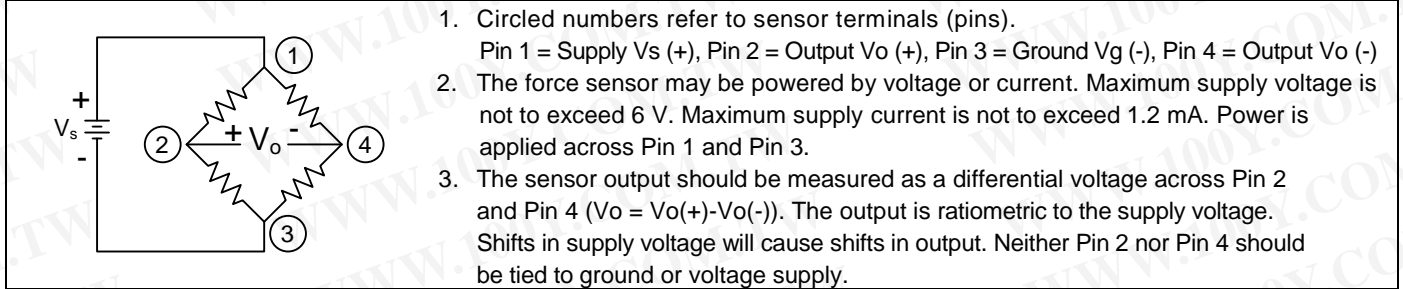 1
+
Vs
-
2
+ Vo -
4
3
1. Circled numbers refer to sensor terminals (pins).
Pin 1 = Supply Vs (+), Pin 2 = Output Vo (+), Pin 3 = Ground Vg (-), Pin 4 = Output Vo (-)
2. The force sensor may be powered by voltage or current. Maximum supply voltage is
not to exceed 6 V. Maximum supply current is not to exceed 1.2 mA. Power is
applied across Pin 1 and Pin 3.
3. The sensor output should be measured as a differential voltage across Pin 2
and Pin 4 (Vo = Vo(+)-Vo(-)). The output is ratiometric to the supply voltage.
Shifts in supply voltage will cause shifts in output. Neither Pin 2 nor Pin 4 should
be tied to ground or voltage supply.
WWW.100Y.COM.TW